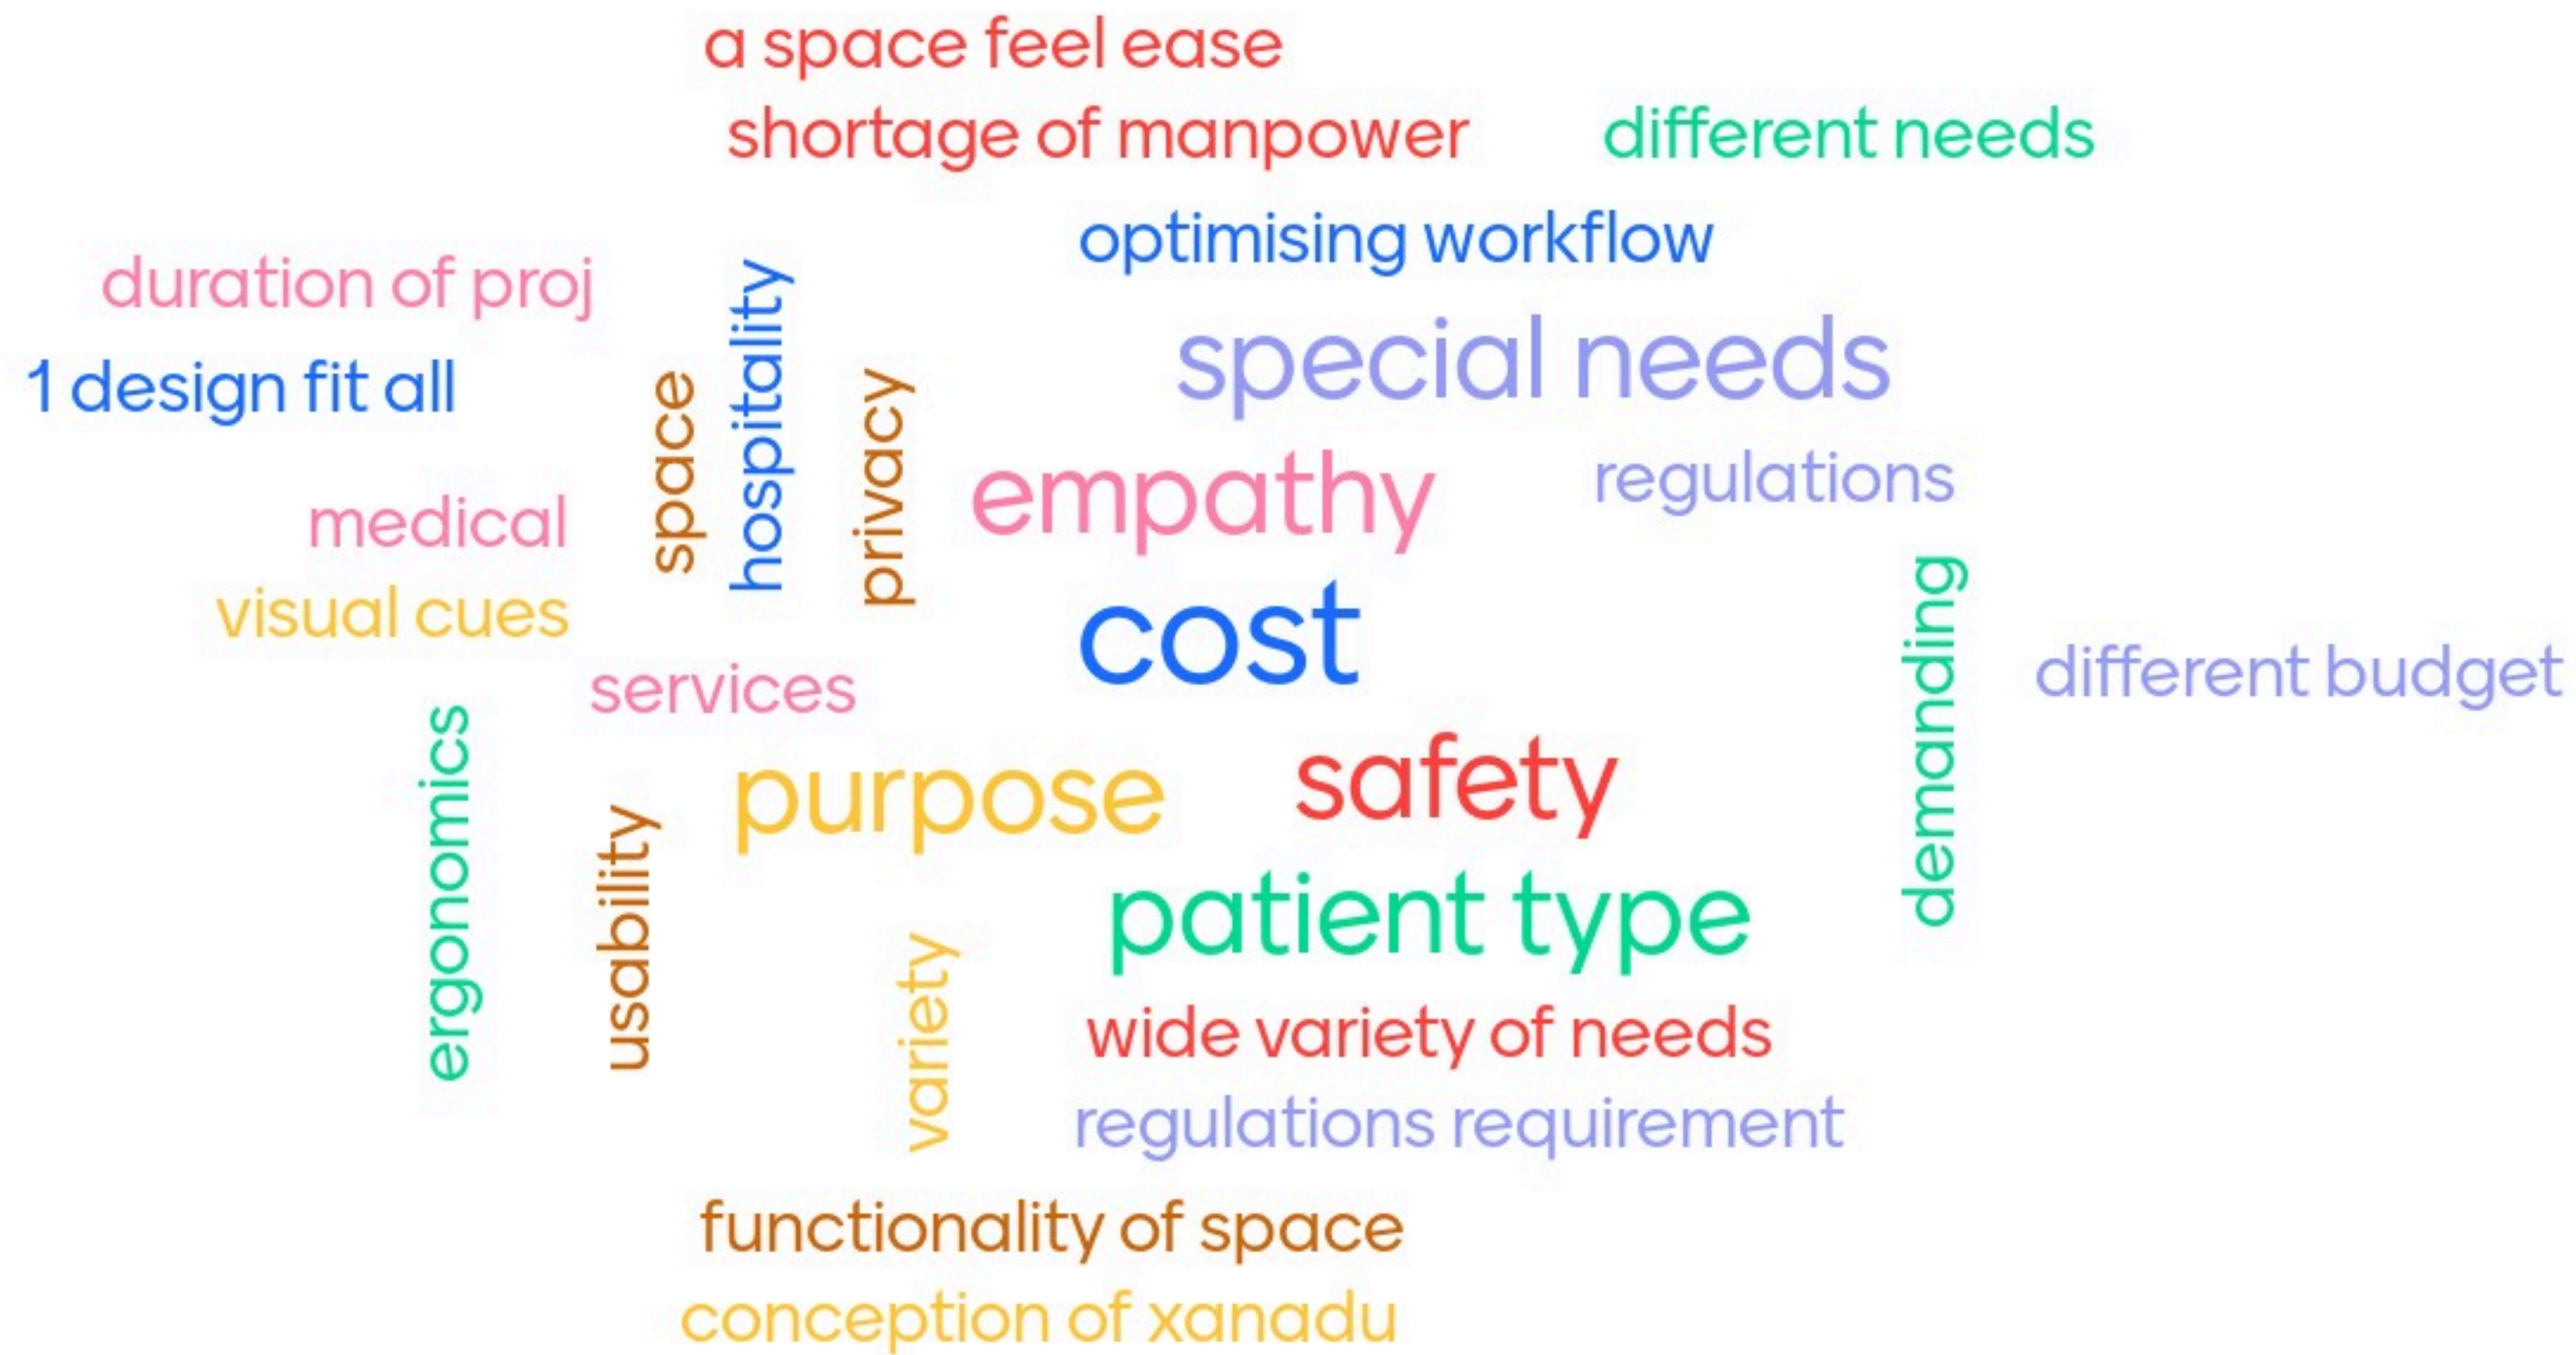 a space feel ease
shortage of manpower
different needs
optimising workflow
duration of proj
hospitality
special needs
1 design fit all
space
privacy
empathy
regulations
medical
visual cues
cost
demanding
different budget
services
ergonomics
purpose
safety
usability
patient type
variety
wide variety of needs
regulations requirement
functionality of space
conception of xanadu